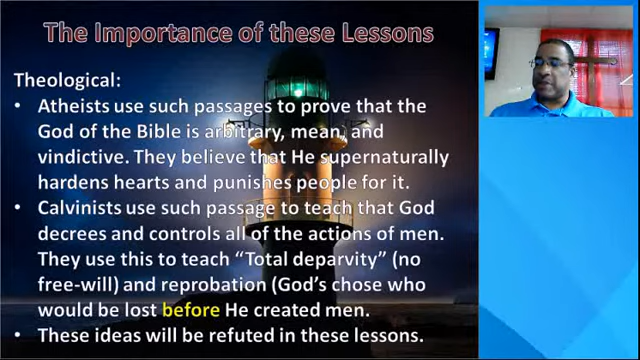 The Importance of these Lessons
Theological:
• Atheists use such passages to prove that the
God of the Bible is arbitrary, mean, and
vindictive. They believe that He supernaturally
hardens hearts and punishes people for it.
• Calvinists use such passage to teach that God
decrees and controls all of the actions of men.
They use this to teach “Total deparvity” (no
free-will) and reprobation (God’s chose who
would be lost before He created men.
• These ideas will be refuted in these lessons.